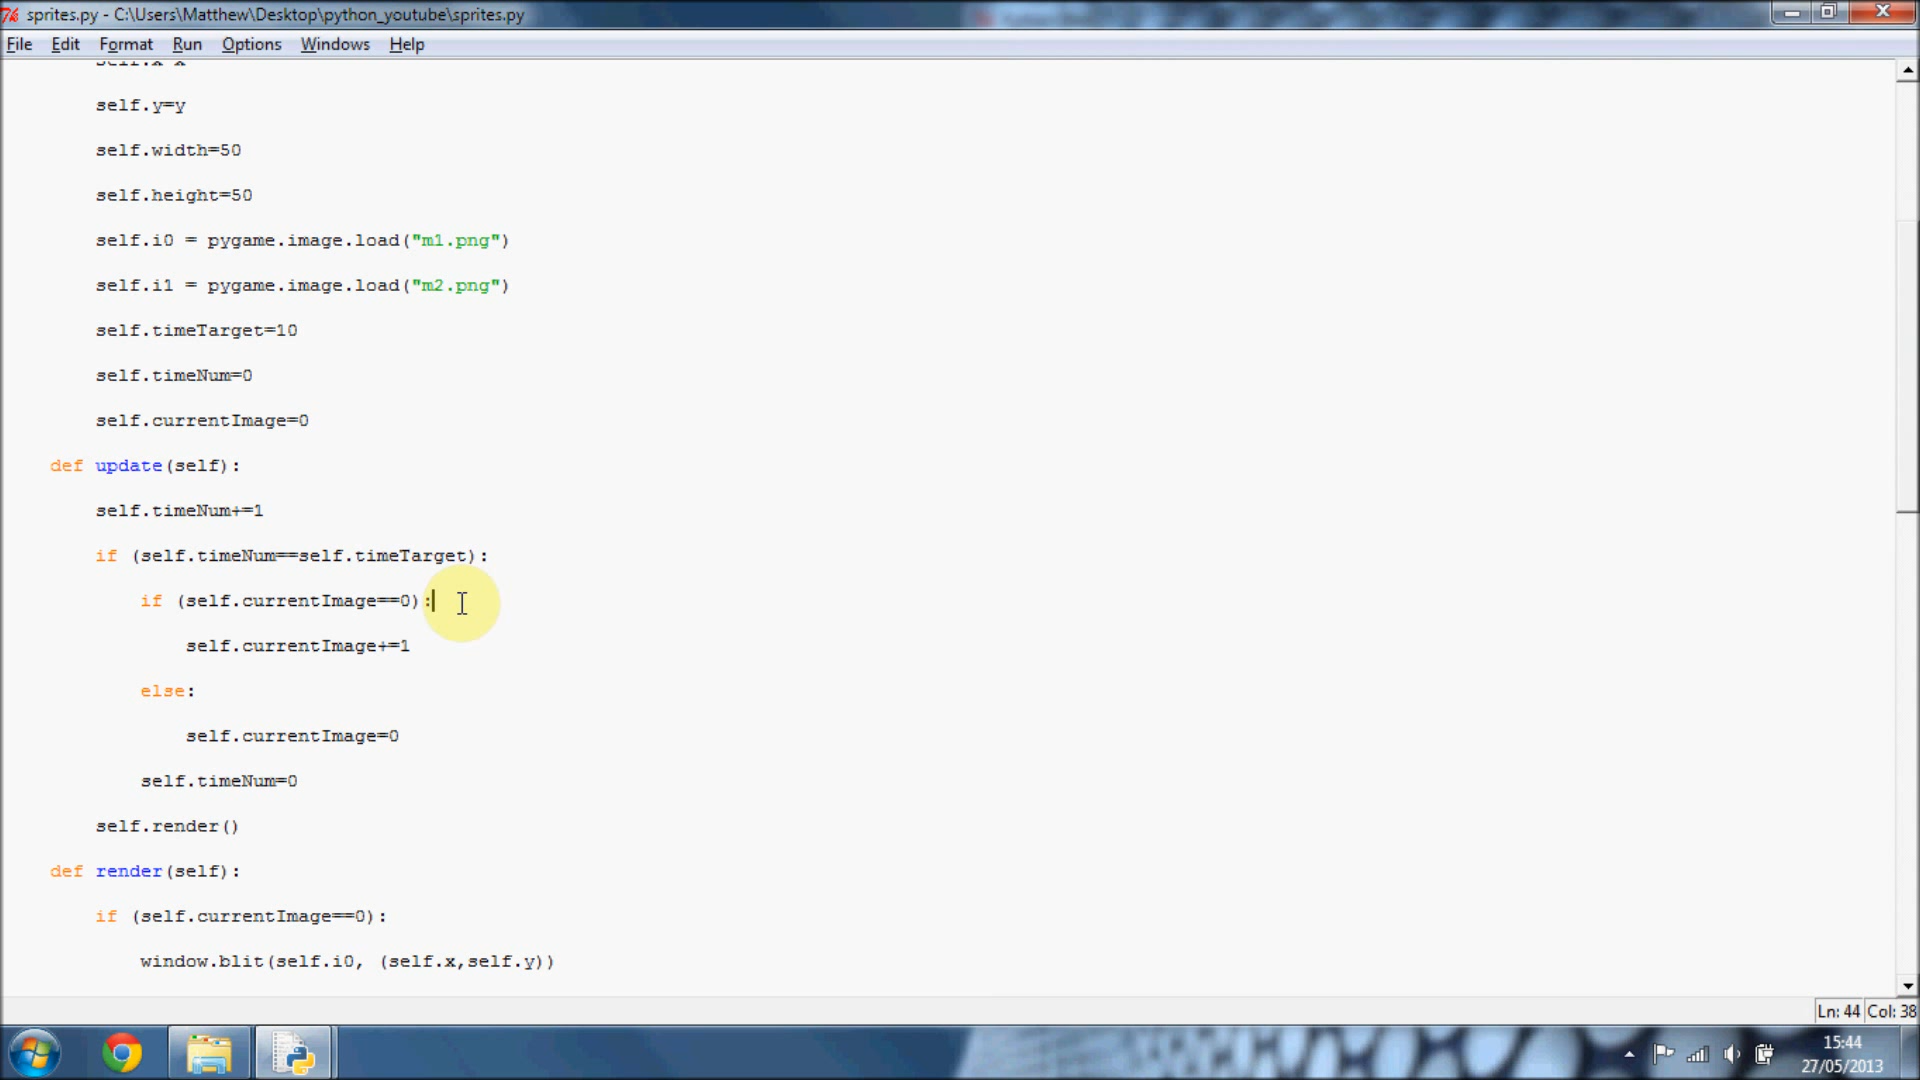 sprites.py - C:\Users\Matthew\Desktop\python_youtube\sprites.py
File Edit Format Run Options Windows Help
self.y=y
self.width=50
self.height=50
self.i0 = pygame.image.load("m1.png")
self.i1 = pygame.image.load("m2.png")
self.timeTarget=10
self.timeNum=0
self.currentImage=0
def update(self):
self.timeNum+=1
if (self.timeNum==self.timeTarget):
if (self.currentImage==0):
self.currentImage+=1
else:
self.currentImage=0
self.timeNum=0
self.render()
def render(self):
if (self.currentImage==0):
window.blit(self.i0, (self.x,self.y))
Ln: 44 Col: 38
15:44
27/05/2013